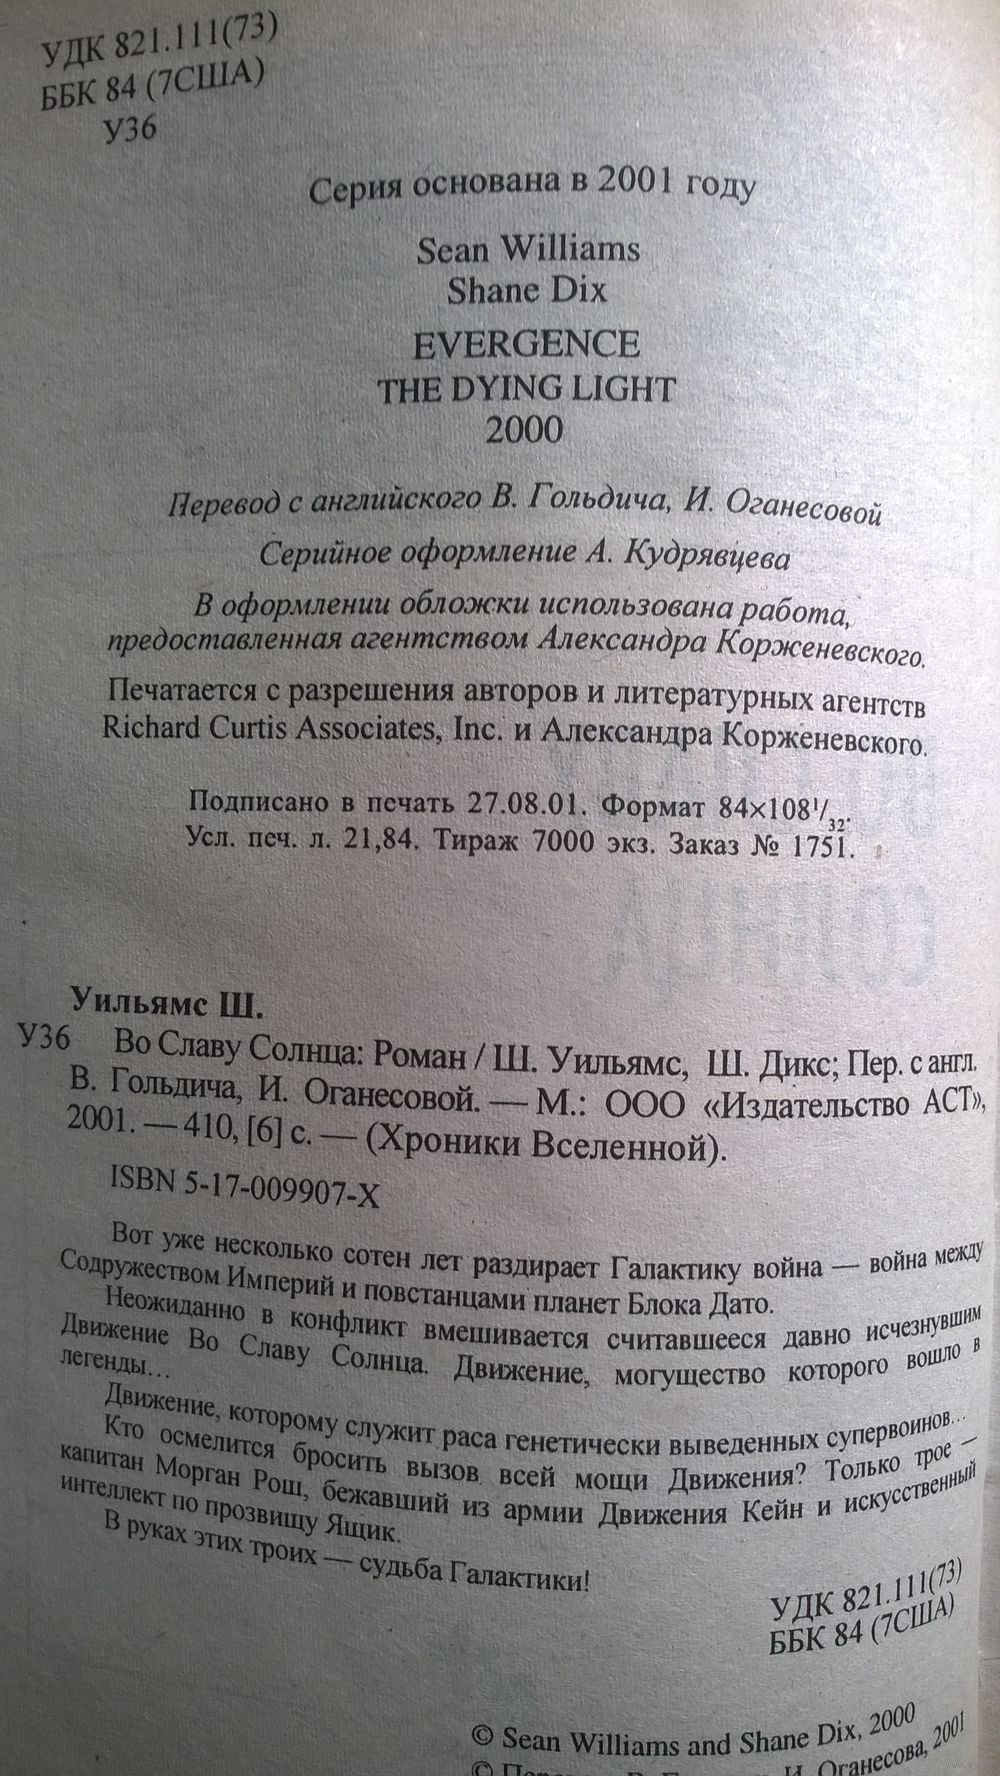 УДК 821.111(73)
ББК 84 (7США)
У36
Серия основана в 2001 году
Sean Williams
Shane Dix
EVERGENCE
THE DYING LIGHT
2000
Перевод с английского В. Гольдича, И. Оганесовой
Серийное оформление А. Кудрявцева
В оформлении обложки использована работа,
предоставленная агентством Александра Корженевского.
Печатается с разрешения авторов и литературных агентств
Richard Curtis Associates, Inc. и Александра Корженевского.
Подписано в печать 27.08.01. Формат 84×108¹/₃₂.
Усл. печ. л. 21,84. Тираж 7000 экз. Заказ № 1751.
Уильямс Ш.
У36 Во Славу Солнца: Роман / Ш. Уильямс, Ш. Дикс; Пер. с англ.
В. Гольдича, И. Оганесовой. — М.: ООО «Издательство АСТ»,
2001. — 410, [6] с. — (Хроники Вселенной).
ISBN 5-17-009907-X
Вот уже несколько сотен лет раздирает Галактику война — война между
Содружеством Империй и повстанцами планет Блока Дато.
Неожиданно в конфликт вмешивается считавшееся давно исчезнувшим
Движение Во Славу Солнца. Движение, могущество которого вошло в
легенды...
Движение, которому служит раса генетически выведенных супервоинов...
Кто осмелится бросить вызов всей мощи Движения? Только трое —
капитан Морган Рош, бежавший из армии Движения Кейн и искусственный
интеллект по прозвищу Ящик.
В руках этих троих — судьба Галактики!
УДК 821.111(73)
ББК 84 (7США)
© Sean Williams and Shane Dix, 2000
© И. Оганесова, 2001